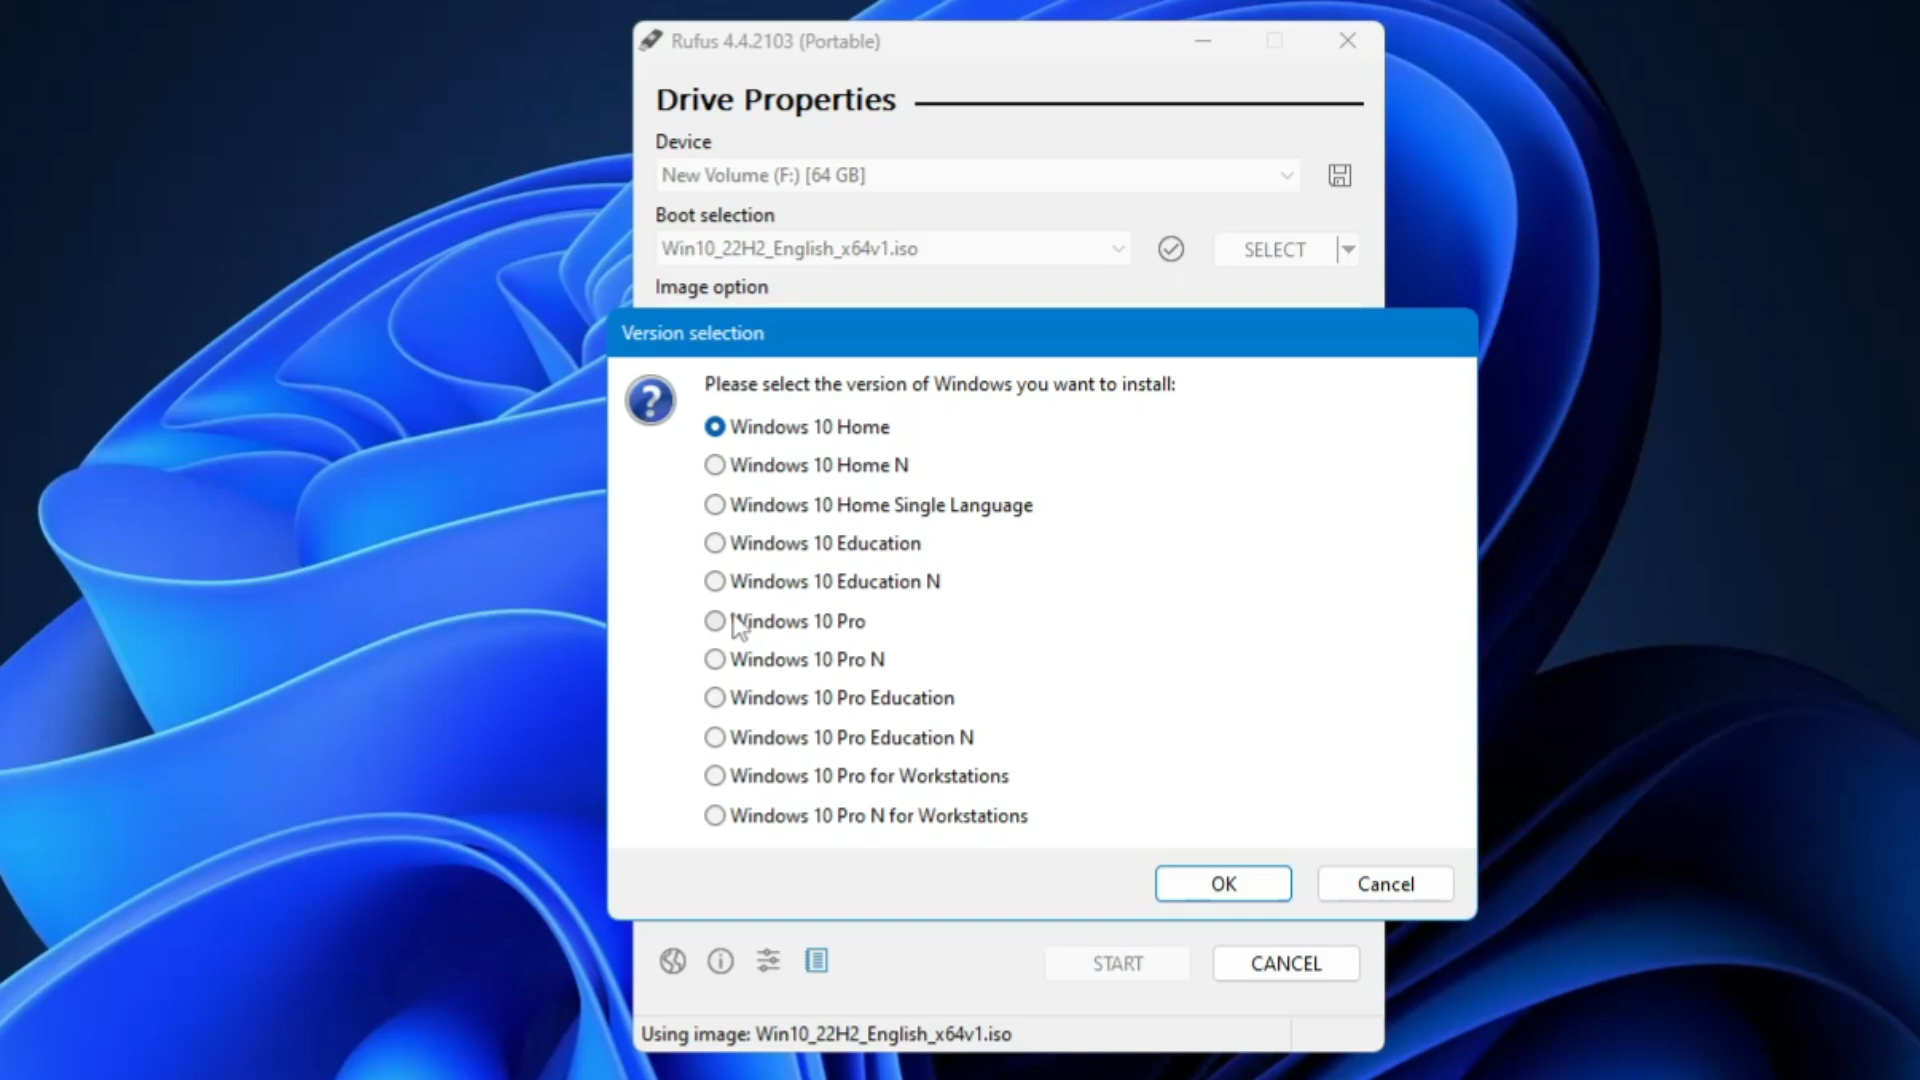 Rufus 4.4.2103 (Portable)
Drive Properties
Device
New Volume (F:) [64 GB]
Boot selection
Win10_22H2_English_x64v1.iso
SELECT
Image option
Version selection
Please select the version of Windows you want to install:
Windows 10 Home
Windows 10 Home N
Windows 10 Home Single Language
Windows 10 Education
Windows 10 Education N
Windows 10 Pro
Windows 10 Pro N
Windows 10 Pro Education
Windows 10 Pro Education N
Windows 10 Pro for Workstations
Windows 10 Pro N for Workstations
OK Cancel
START CANCEL
Using image: Win10_22H2_English_x64v1.iso